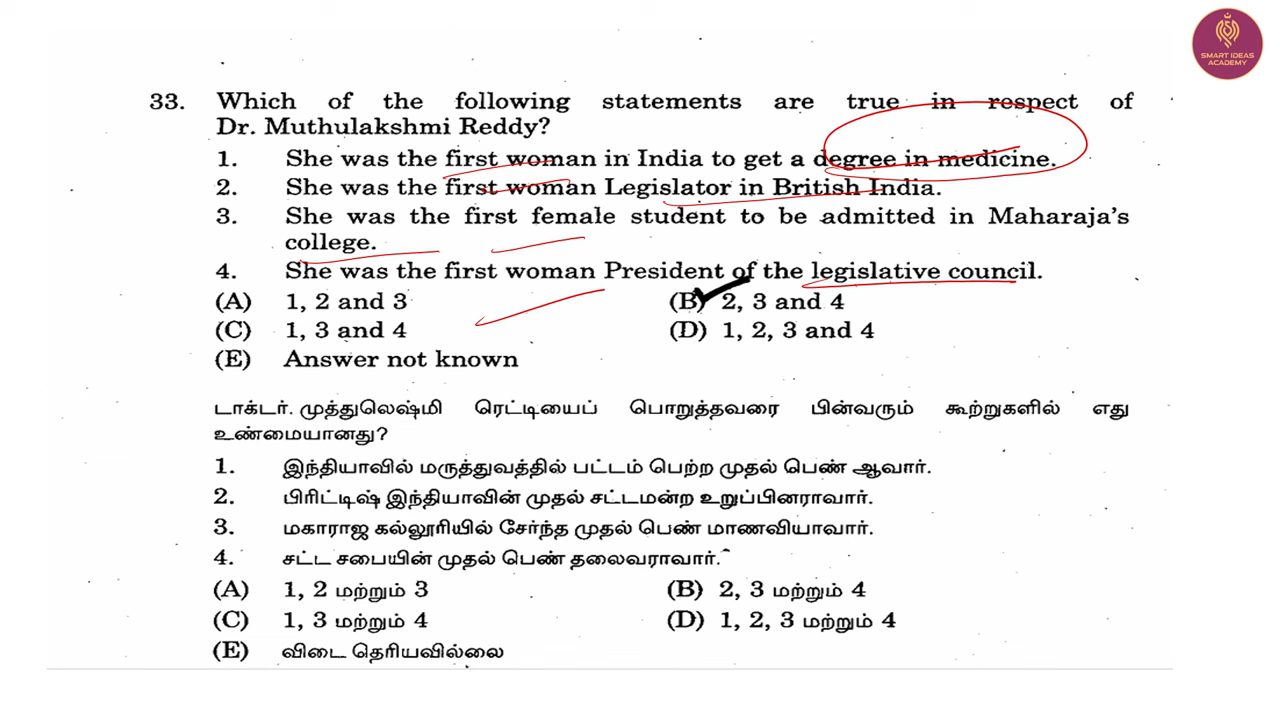 SMART IDEAS
ACADEMY
33. Which of the following statements are true in respect of
Dr. Muthulakshmi Reddy?
1. She was the first woman in India to get a degree in medicine.
2. She was the first woman Legislator in British India.
3. She was the first female student to be admitted in Maharaja's
college.
4. She was the first woman President of the legislative council.
(A) 1, 2 and 3 (B) 2, 3 and 4
(C) 1, 3 and 4 (D) 1, 2, 3 and 4
(E) Answer not known
டாக்டர். முத்துலெஷ்மி ரெட்டியைப் பொறுத்தவரை பின்வரும் கூற்றுகளில் எது
உண்மையானது?
1. இந்தியாவில் மருத்துவத்தில் பட்டம் பெற்ற முதல் பெண் ஆவார்.
2. பிரிட்டிஷ் இந்தியாவின் முதல் சட்டமன்ற உறுப்பினராவார்.
3. மகாராஜ கல்லூரியில் சேர்ந்த முதல் பெண் மாணவியாவார்.
4. சட்ட சபையின் முதல் பெண் தலைவராவார்.
(A) 1, 2 மற்றும் 3 (B) 2, 3 மற்றும் 4
(C) 1, 3 மற்றும் 4 (D) 1, 2, 3 மற்றும் 4
(E) விடை தெரியவில்லை